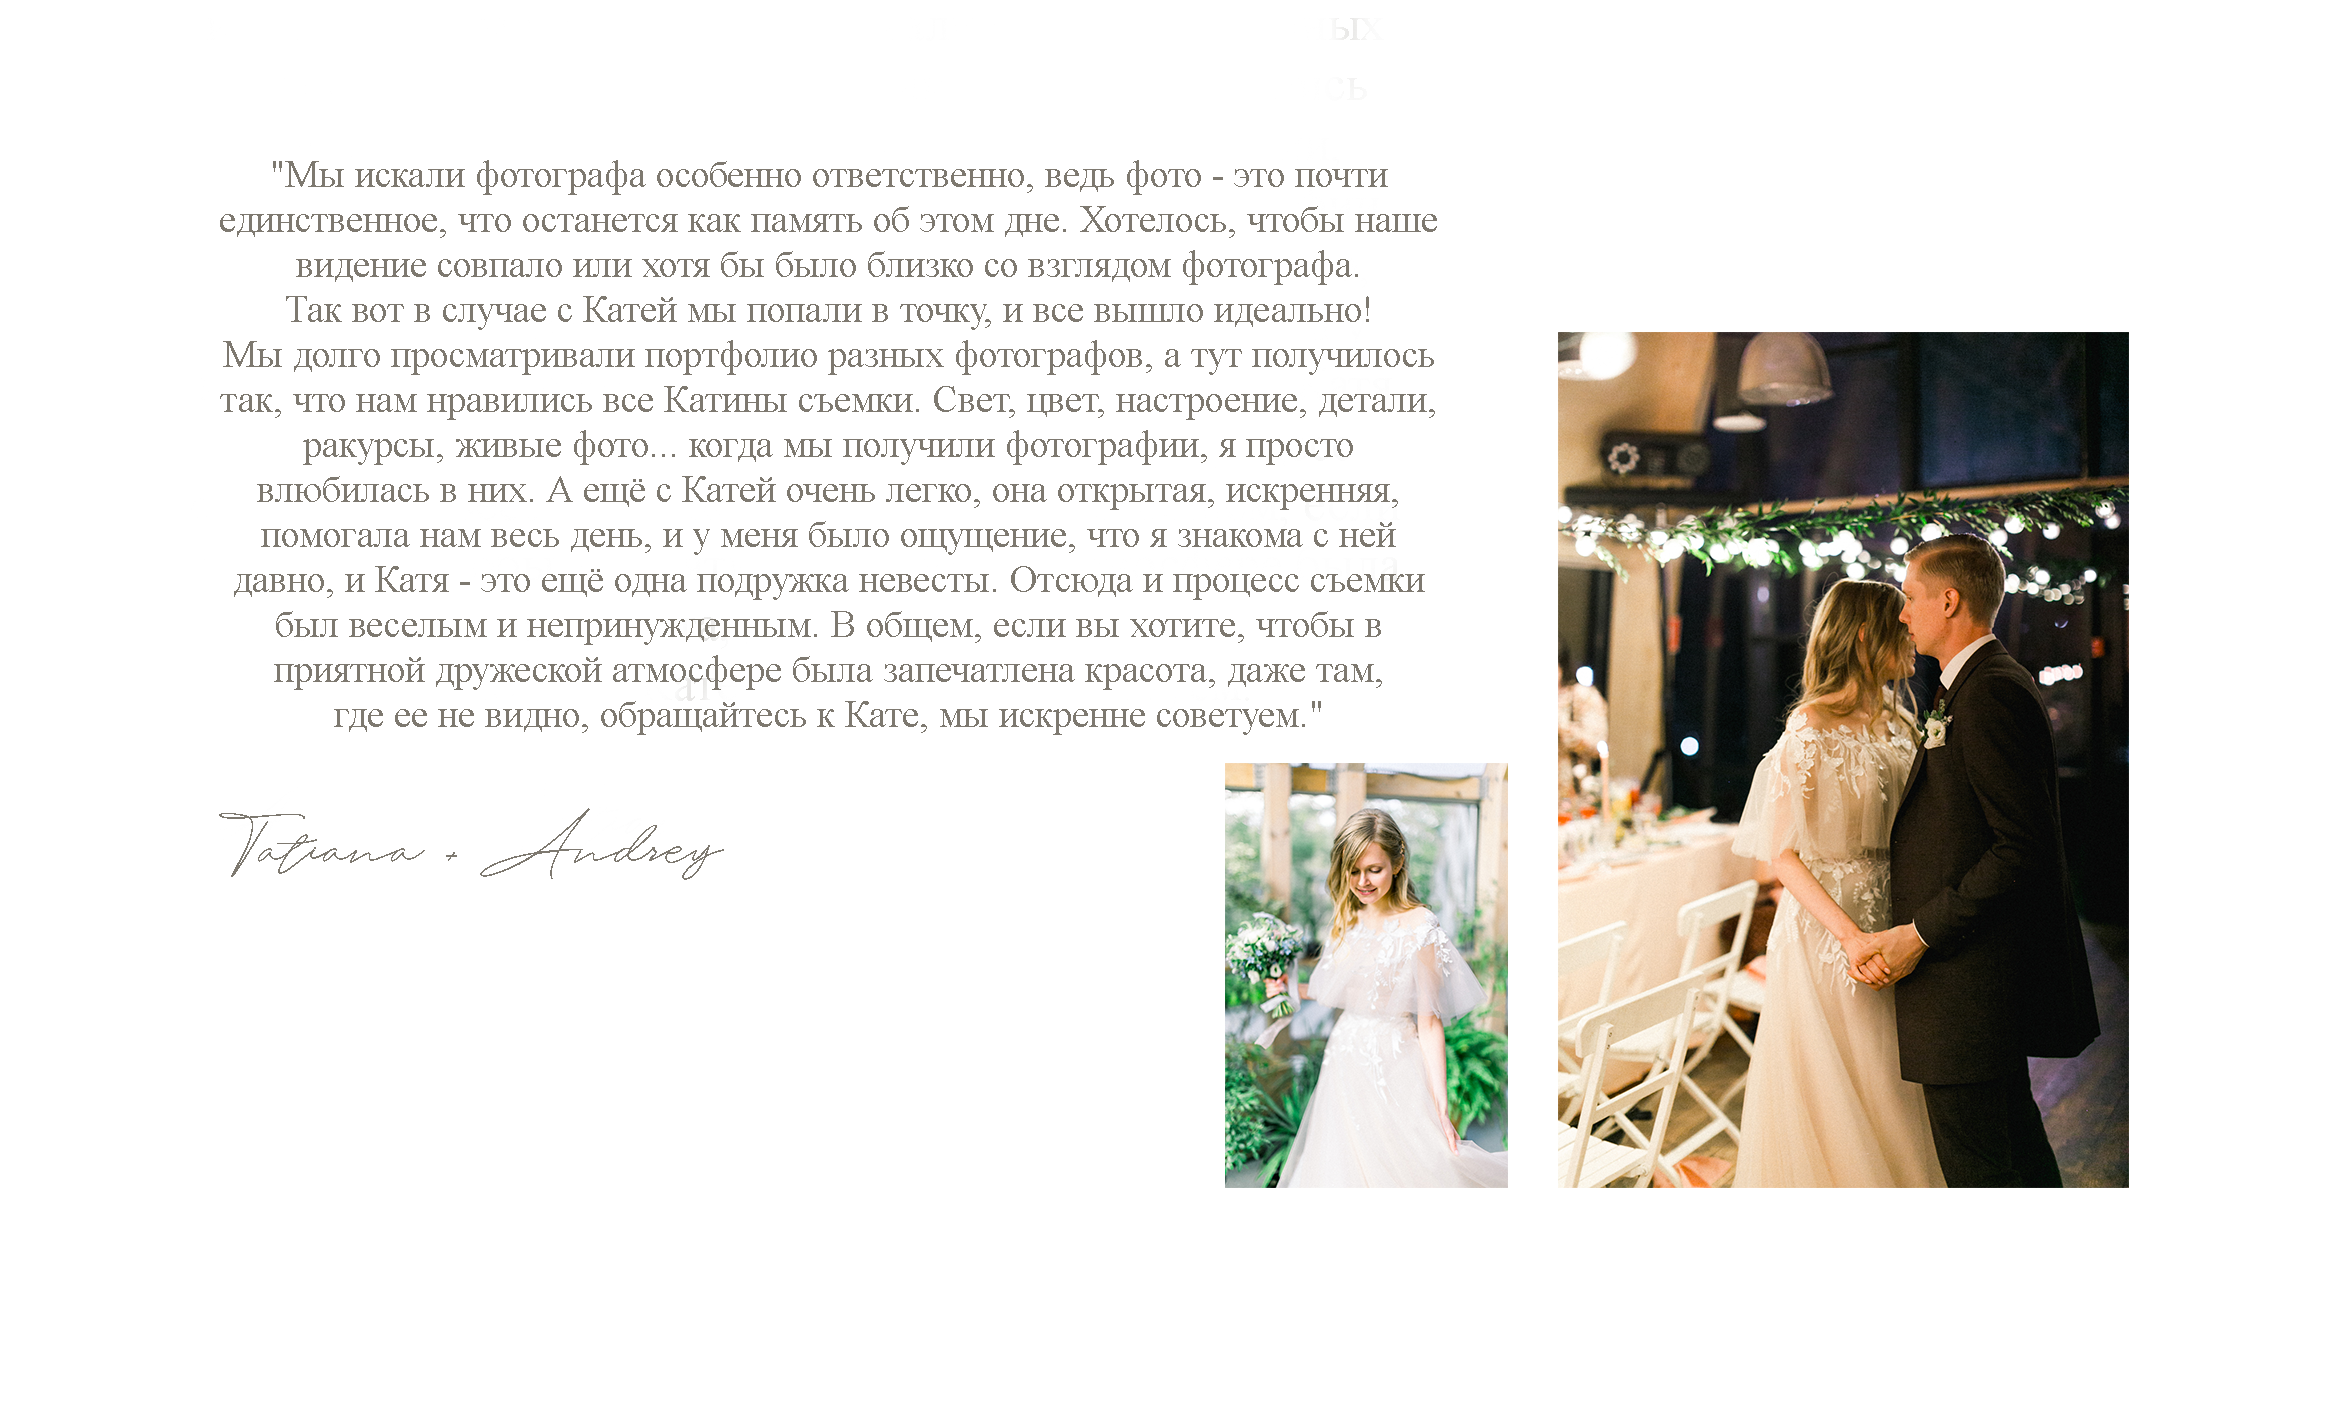 "Мы искали фотографа особенно ответственно, ведь фото - это почти
единственное, что останется как память об этом дне. Хотелось, чтобы наше
видение совпало или хотя бы было близко со взглядом фотографа.
Так вот в случае с Катей мы попали в точку, и все вышло идеально!
Мы долго просматривали портфолио разных фотографов, а тут получилось
так, что нам нравились все Катины съемки. Свет, цвет, настроение, детали,
ракурсы, живые фото... когда мы получили фотографии, я просто
влюбилась в них. А ещё с Катей очень легко, она открытая, искренняя,
помогала нам весь день, и у меня было ощущение, что я знакома с ней
давно, и Катя - это ещё одна подружка невесты. Отсюда и процесс съемки
был веселым и непринужденным. В общем, если вы хотите, чтобы в
приятной дружеской атмосфере была запечатлена красота, даже там,
где ее не видно, обращайтесь к Кате, мы искренне советуем."
Tatiana + Andrey